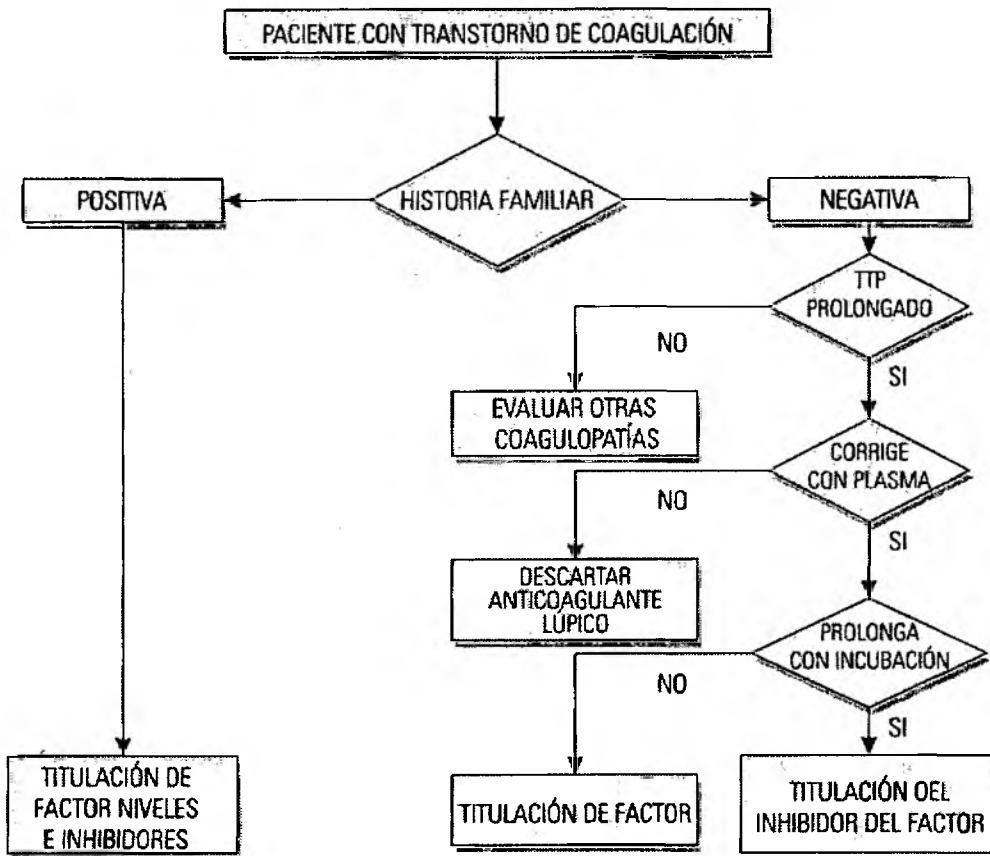 PACIENTE CON TRANSTORNO DE COAGULACIÓN
HISTORIA FAMILIAR
POSITIVA
NEGATIVA
TTP
PROLONGADO
NO
SI
EVALUAR OTRAS
COAGULOPATÍAS
CORRIGE
CON PLASMA
NO
SI
DESCARTAR
ANTICOAGULANTE
LÚPICO
PROLONGA
CON INCUBACIÓN
NO
SI
TITULACIÓN DE
FACTOR NIVELES
E INHIBIDORES
TITULACIÓN DE FACTOR
TITULACIÓN OEL
INHIBIDOR DEL FACTOR